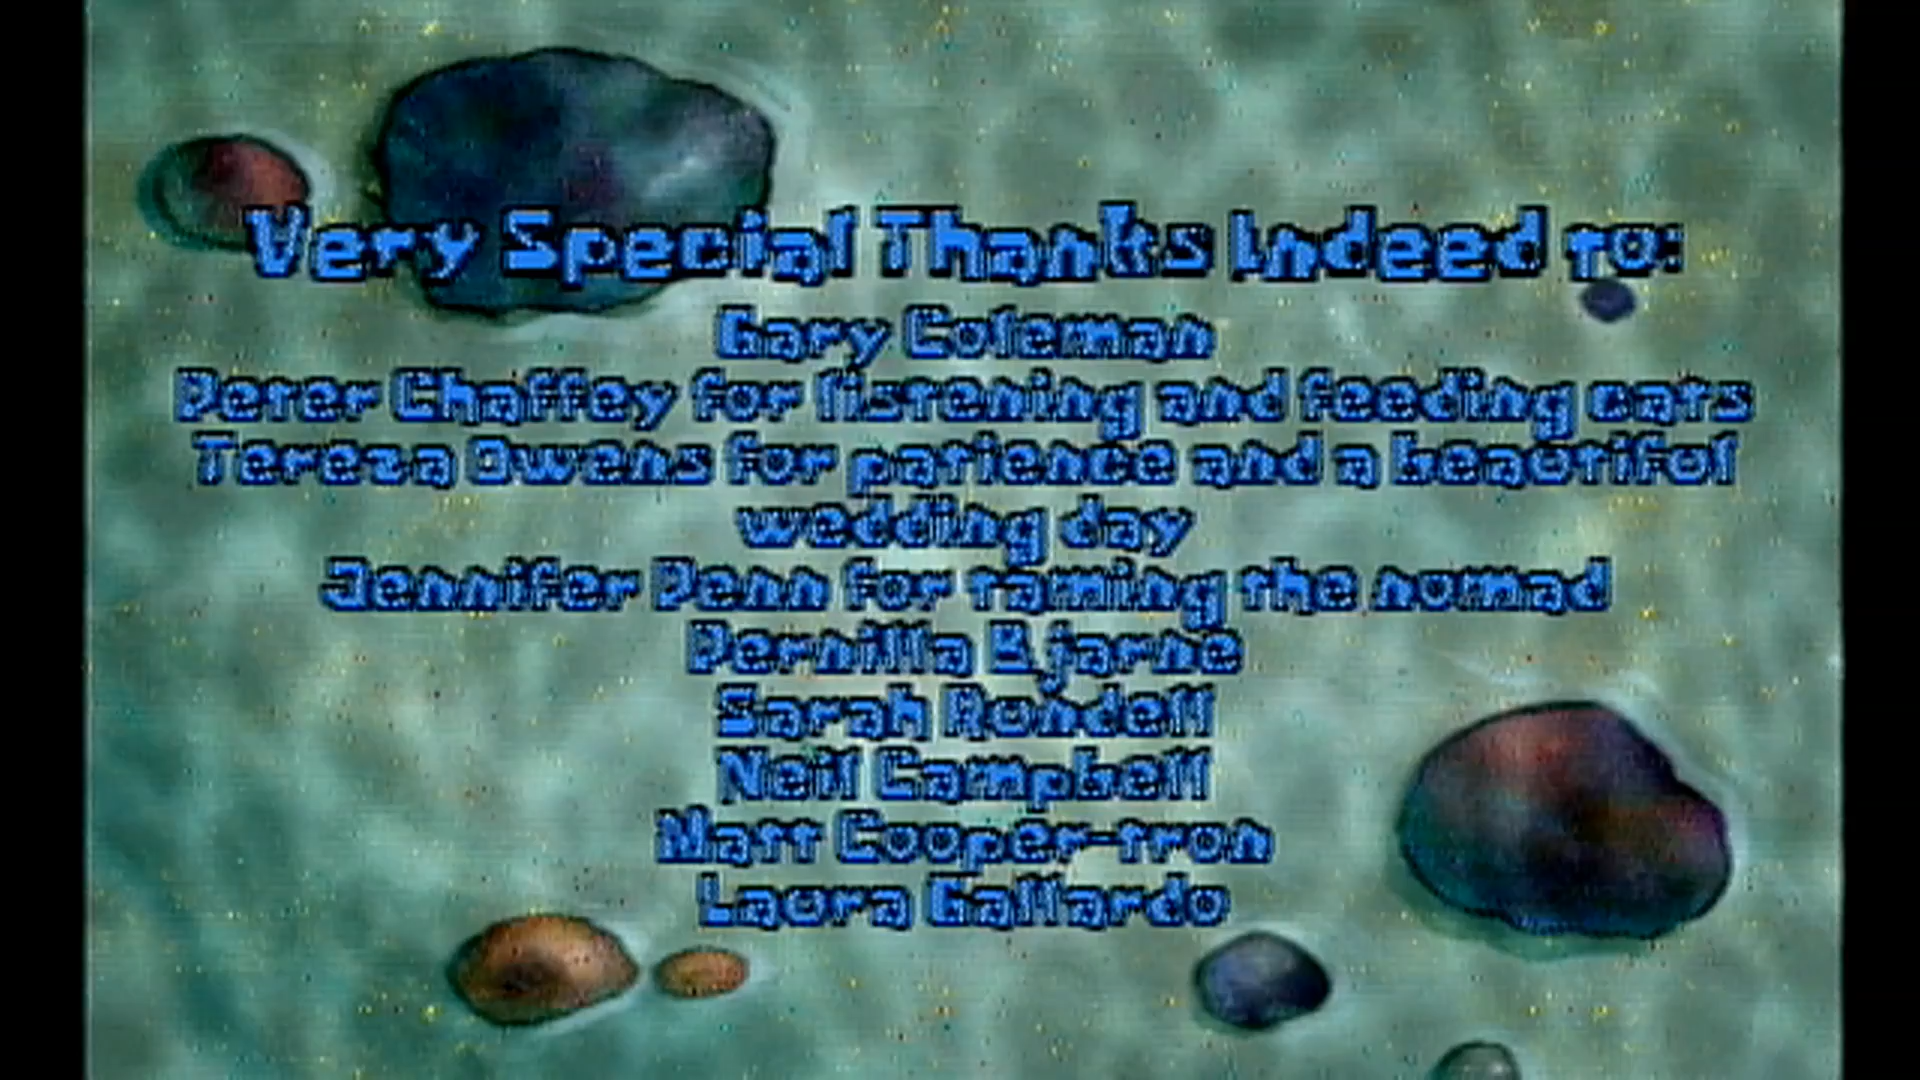 Very Special Thanks Indeed to:
Gary Coleman
Peter Chaffey for listening and feeding cats
Tereza Owens for patience and a beautiful
wedding day
Jennifer Penn for taming the nomad
Pernilla Bjarne
Sarah Rondell
Neil Campbell
Matt Cooper-tron
Laura Gallardo